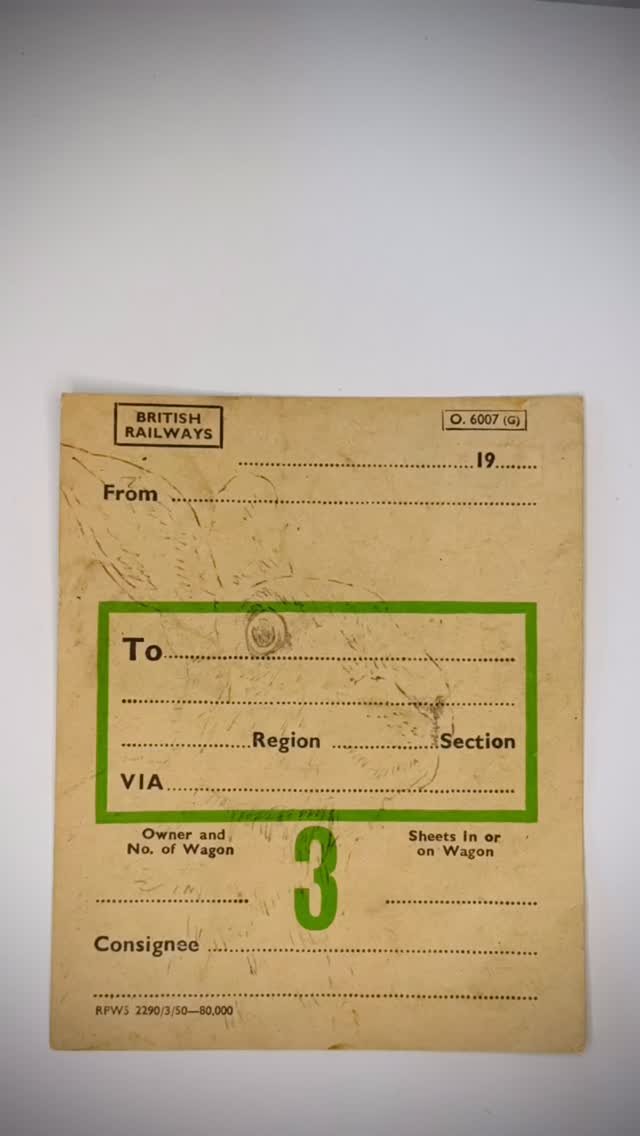 BRITISH
RAILWAYS
O. 6007 (G)
19
From
To
Region Section
VIA
Owner and
No. of Wagon
3
Sheets in or
on Wagon
Consignee
RPWS 2290/3/50—80,000